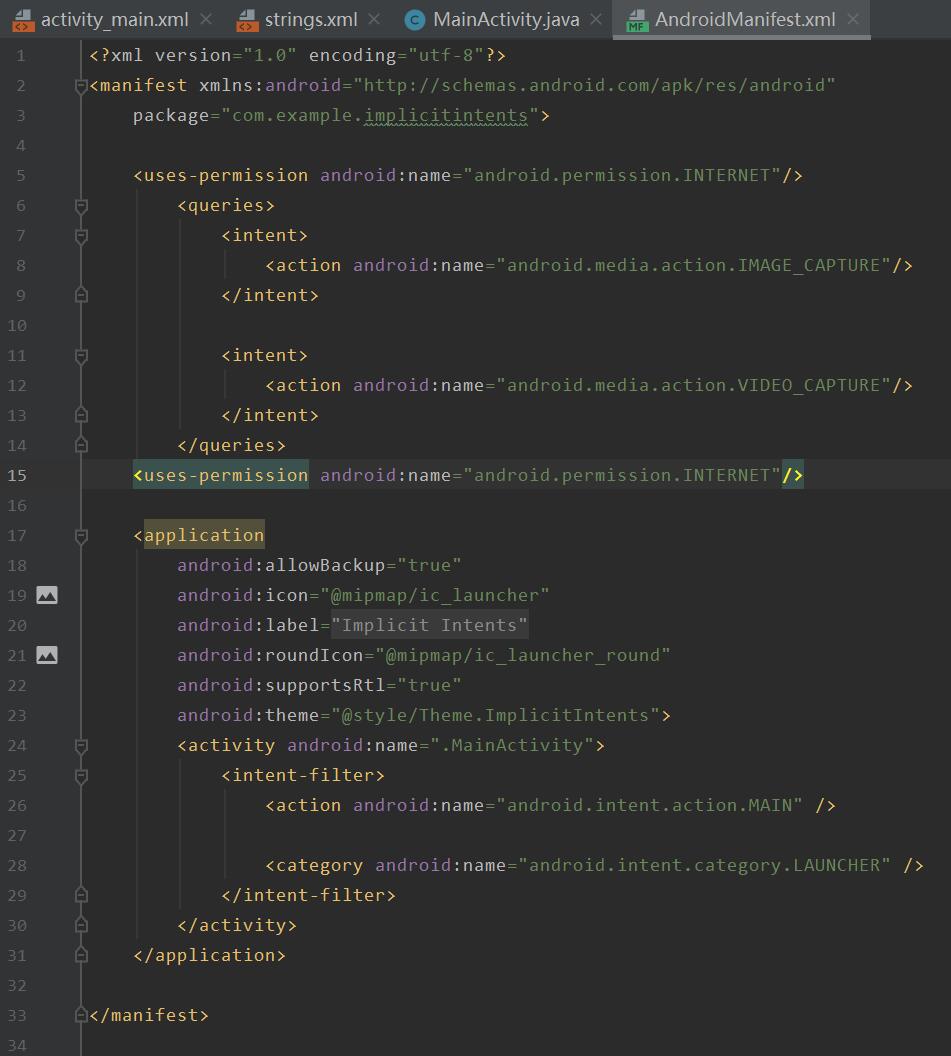 activity_main.xml strings.xml MainActivity.java AndroidManifest.xml
1 <?xml version="1.0" encoding="utf-8"?>
2 <manifest xmlns:android="http://schemas.android.com/apk/res/android"
3 package="com.example.implicitintents">
4
5 <uses-permission android:name="android.permission.INTERNET"/>
6 <queries>
7 <intent>
8 <action android:name="android.media.action.IMAGE_CAPTURE"/>
9 </intent>
10
11 <intent>
12 <action android:name="android.media.action.VIDEO_CAPTURE"/>
13 </intent>
14 </queries>
15 <uses-permission android:name="android.permission.INTERNET"/>
16
17 <application
18 android:allowBackup="true"
19 android:icon="@mipmap/ic_launcher"
20 android:label="Implicit Intents"
21 android:roundIcon="@mipmap/ic_launcher_round"
22 android:supportsRtl="true"
23 android:theme="@style/Theme.ImplicitIntents">
24 <activity android:name=".MainActivity">
25 <intent-filter>
26 <action android:name="android.intent.action.MAIN" />
27
28 <category android:name="android.intent.category.LAUNCHER" />
29 </intent-filter>
30 </activity>
31 </application>
32
33 </manifest>
34